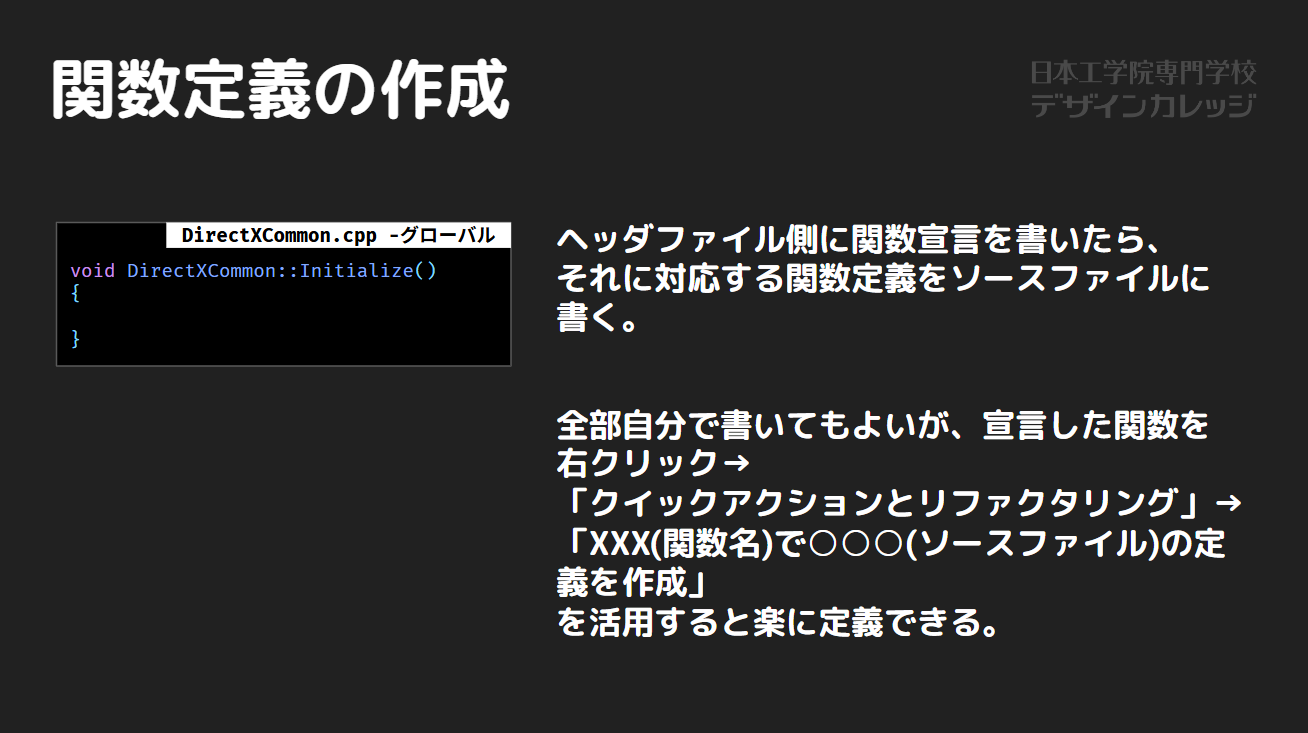 関数定義の作成
日本工学院専門学校
デザインカレッジ
DirectXCommon.cpp -グローバル
void DirectXCommon::Initialize()
{
}
ヘッダファイル側に関数宣言を書いたら、
それに対応する関数定義をソースファイルに
書く。
全部自分で書いてもよいが、宣言した関数を
右クリック→
「クイックアクションとリファクタリング」→
「XXX(関数名)で○○○(ソースファイル)の定
義を作成」
を活用すると楽に定義できる。